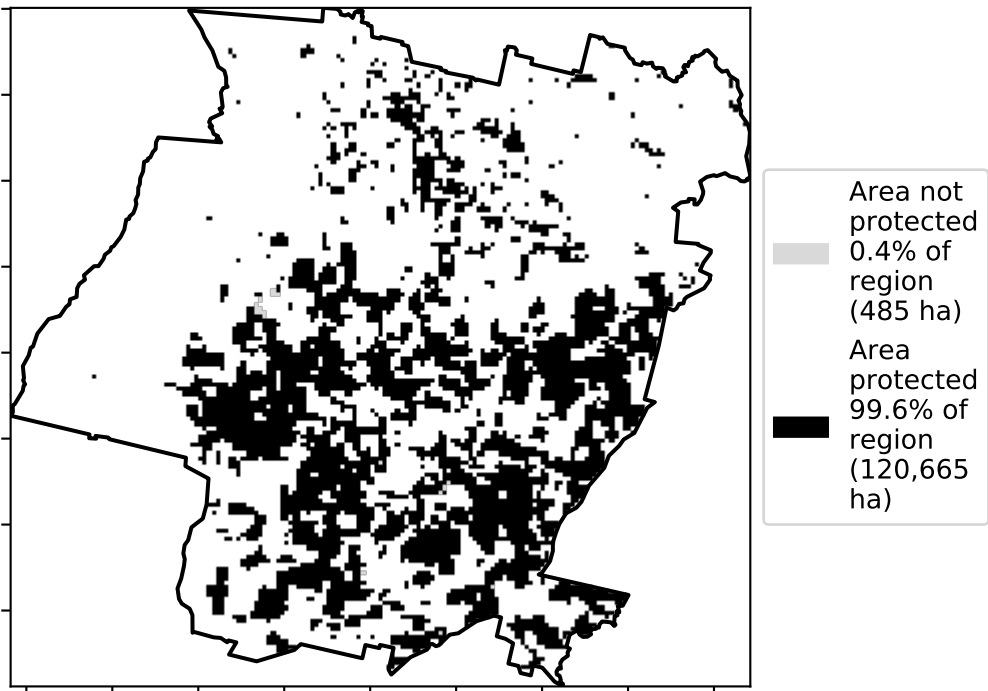 Area not
protected
0.4% of
region
(485 ha)
Area
protected
99.6% of
region
(120,665
ha)